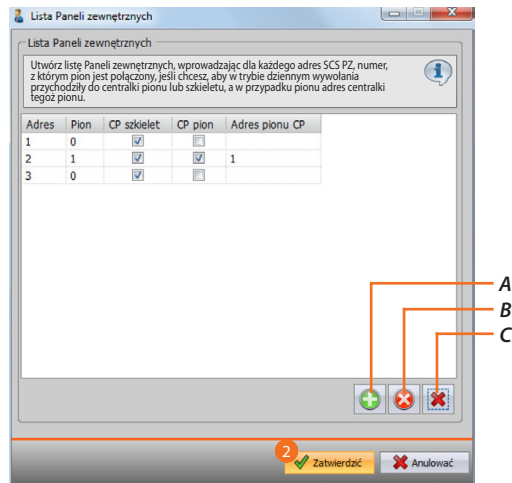 Lista Paneli zewnętrznych
Lista Paneli zewnętrznych
Utwórz listę Paneli zewnętrznych, wprowadzając dla każdego adres SCS PZ, numer,
z którym pion jest połączony, jeśli chcesz, aby w trybie dziennym wywołania
przychodziły do centralki pionu lub szkieletu, a w przypadku pionu adres centralki
tegoż pionu.
Adres Pion CP szkielet CP pion Adres pionu CP
1 0
2 1 1
3 0
A
B
C
2
Zatwierdzić Anulować